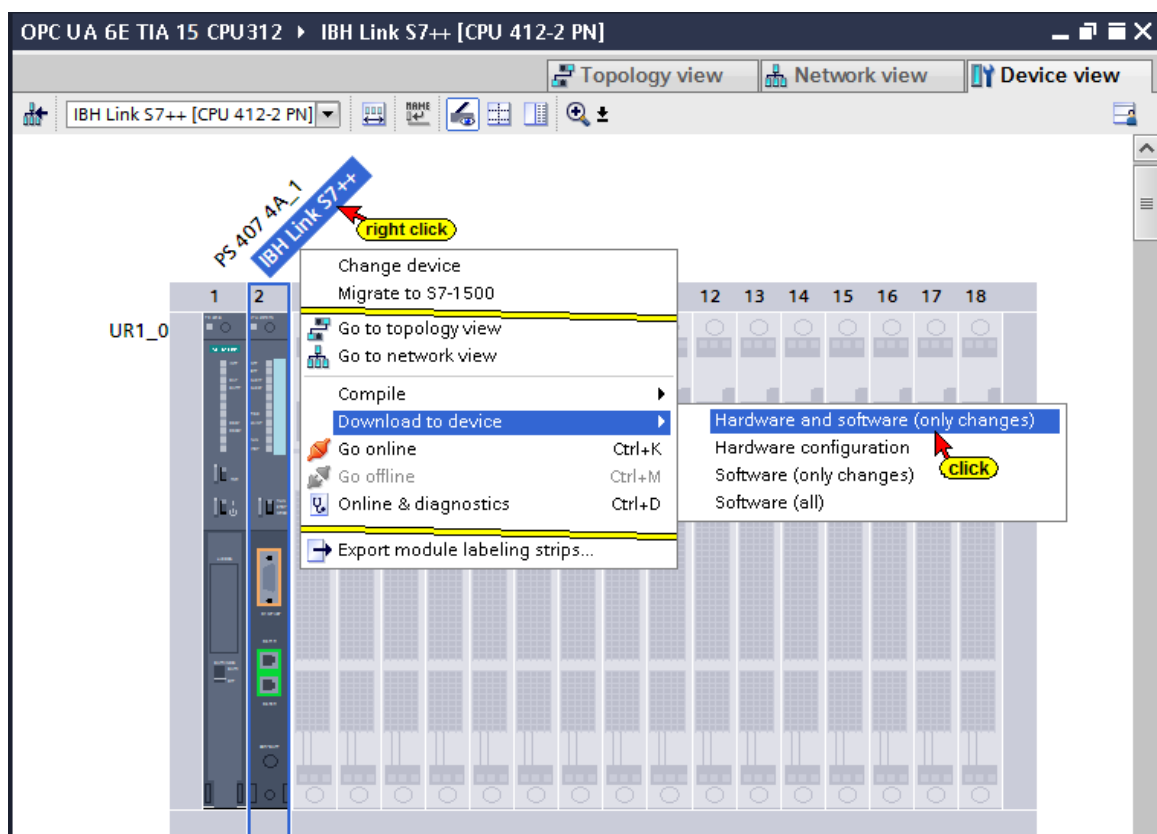 OPC UA 6E TIA 15 CPU312 ▸ IBH Link S7++ [CPU 412-2 PN]
Topology view
Network view
Device view
IBH Link S7++ [CPU 412-2 PN]
NAME
PS 407 4A_1
IBH Link S7++
right click
Change device
Migrate to S7-1500
1 2 12 13 14 15 16 17 18
UR1_0
Go to topology view
Go to network view
Compile
Download to device
Hardware and software (only changes)
Go online Ctrl+K
Hardware configuration
click
Go offline Ctrl+M
Software (only changes)
Online & diagnostics Ctrl+D
Software (all)
Export module labeling strips...